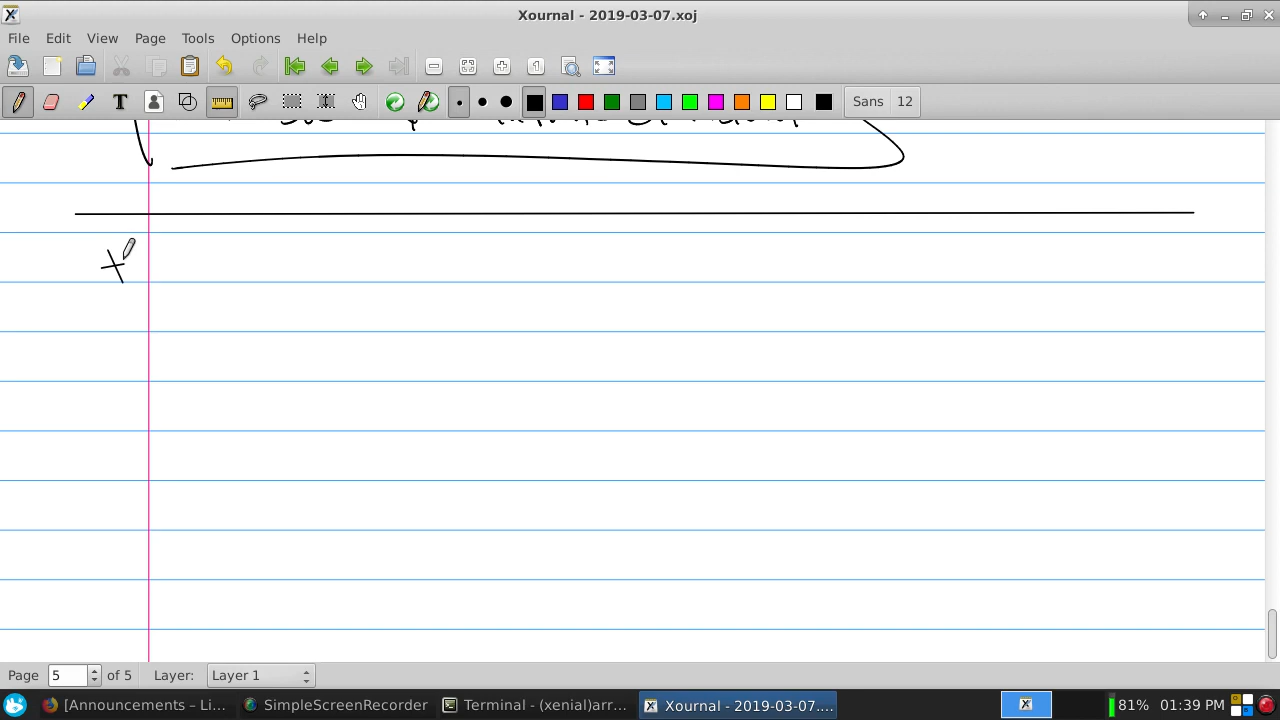 Xournal - 2019-03-07.xoj
File Edit View Page Tools Options Help
T Sans 12
Page 5 of 5 Layer: Layer 1
[Announcements – Li... SimpleScreenRecorder Terminal - (xenial)arr... Xournal - 2019-03-07.... 81% 01:39 PM